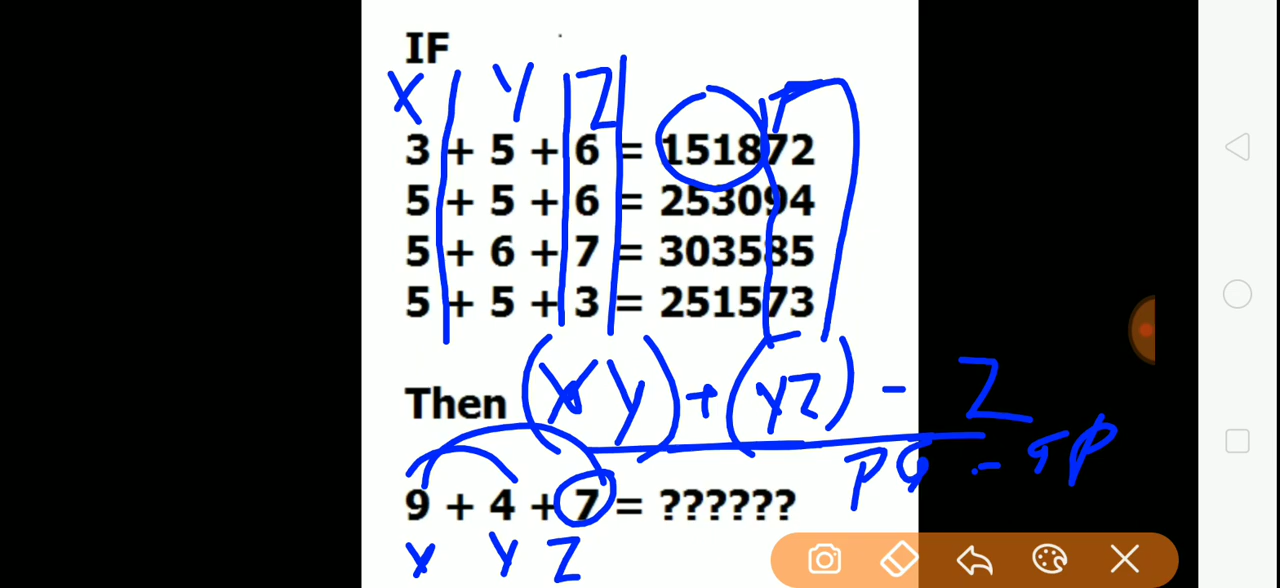 IF
X Y Z
3 + 5 + 6 = 151872
5 + 5 + 6 = 253094
5 + 6 + 7 = 303585
5 + 5 + 3 = 251573
Then (XY) + (YZ) - Z
9 + 4 + 7 = ??????
X Y Z